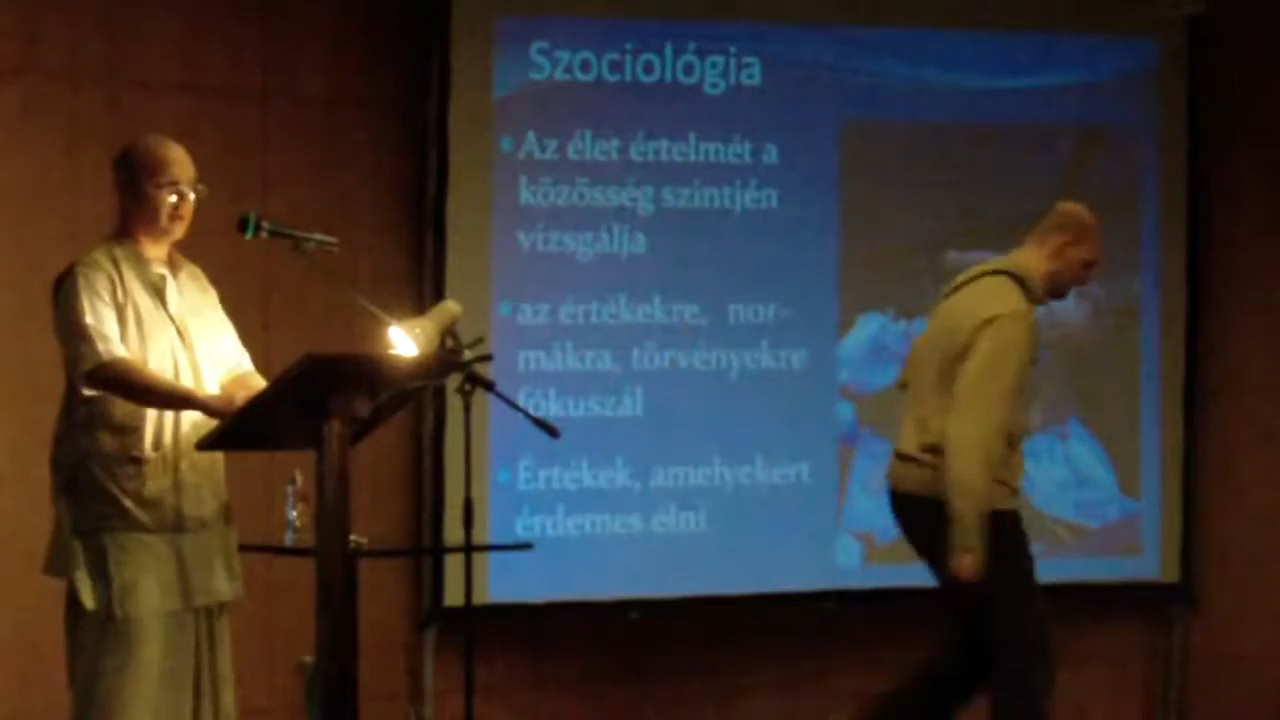 Szociológia
• Az élet értelmét a
közösség szintjén
vizsgálja
• az értékekre, nor-
mákra, törvényekre
fókuszál
• Értékek, amelyekért
érdemes élni